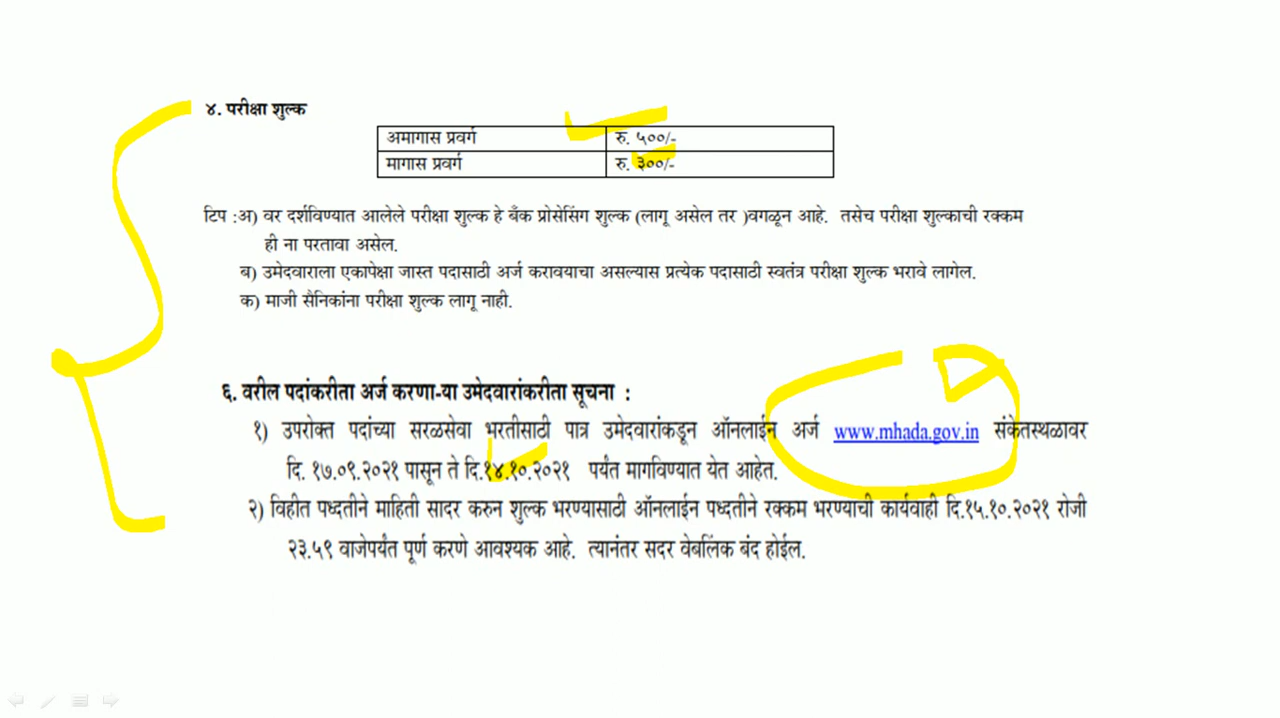 ४. परीक्षा शुल्क
अमागास प्रवर्ग रु. ५००/-
मागास प्रवर्ग रु. ३००/-
टिप :अ) वर दर्शविण्यात आलेले परीक्षा शुल्क हे बँक प्रोसेसिंग शुल्क (लागू असेल तर )वगळून आहे. तसेच परीक्षा शुल्काची रक्कम
ही ना परतावा असेल.
ब) उमेदवाराला एकापेक्षा जास्त पदासाठी अर्ज करावयाचा असल्यास प्रत्येक पदासाठी स्वतंत्र परीक्षा शुल्क भरावे लागेल.
क) माजी सैनिकांना परीक्षा शुल्क लागू नाही.
६. वरील पदांकरीता अर्ज करणा-या उमेदवारांकरीता सूचना :
१) उपरोक्त पदांच्या सरळसेवा भरतीसाठी पात्र उमेदवारांकडून ऑनलाईन अर्ज www.mhada.gov.in संकेतस्थळावर
दि. १७.०९.२०२१ पासून ते दि.१४.१०.२०२१ पर्यंत मागविण्यात येत आहेत.
२) विहीत पध्दतीने माहिती सादर करुन शुल्क भरण्यासाठी ऑनलाईन पध्दतीने रक्कम भरण्याची कार्यवाही दि.१५.१०.२०२१ रोजी
२३.५९ वाजेपर्यंत पूर्ण करणे आवश्यक आहे. त्यानंतर सदर वेबलिंक बंद होईल.